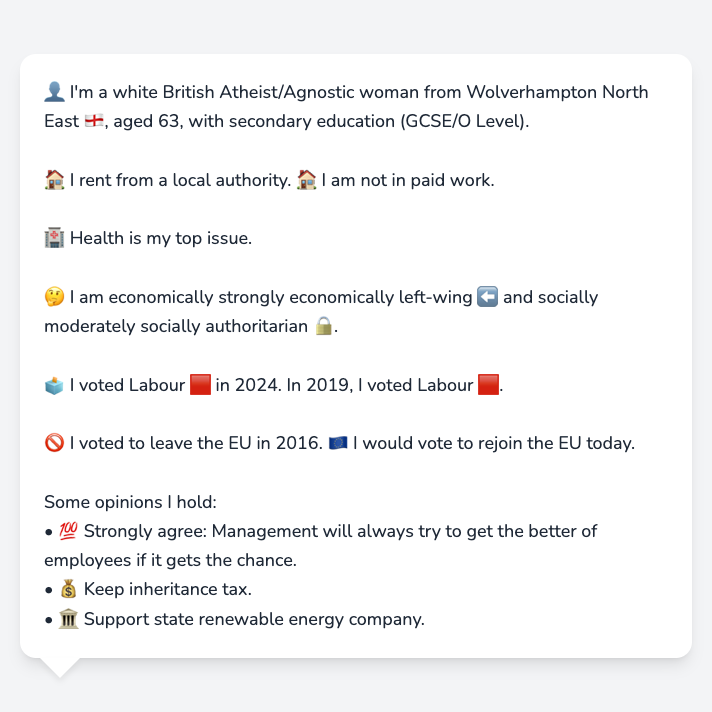 👤 I'm a white British Atheist/Agnostic woman from Wolverhampton North
East 🏴󠁧󠁢󠁥󠁮󠁧󠁿, aged 63, with secondary education (GCSE/O Level).
🏠 I rent from a local authority. 🏠 I am not in paid work.
🏥 Health is my top issue.
🤔 I am economically strongly economically left-wing ⬅️ and socially
moderately socially authoritarian 🔒.
🗳️ I voted Labour 🟥 in 2024. In 2019, I voted Labour 🟥.
🚫 I voted to leave the EU in 2016. 🇪🇺 I would vote to rejoin the EU today.
Some opinions I hold:
• 💯 Strongly agree: Management will always try to get the better of
employees if it gets the chance.
• 💰 Keep inheritance tax.
• 🏛️ Support state renewable energy company.